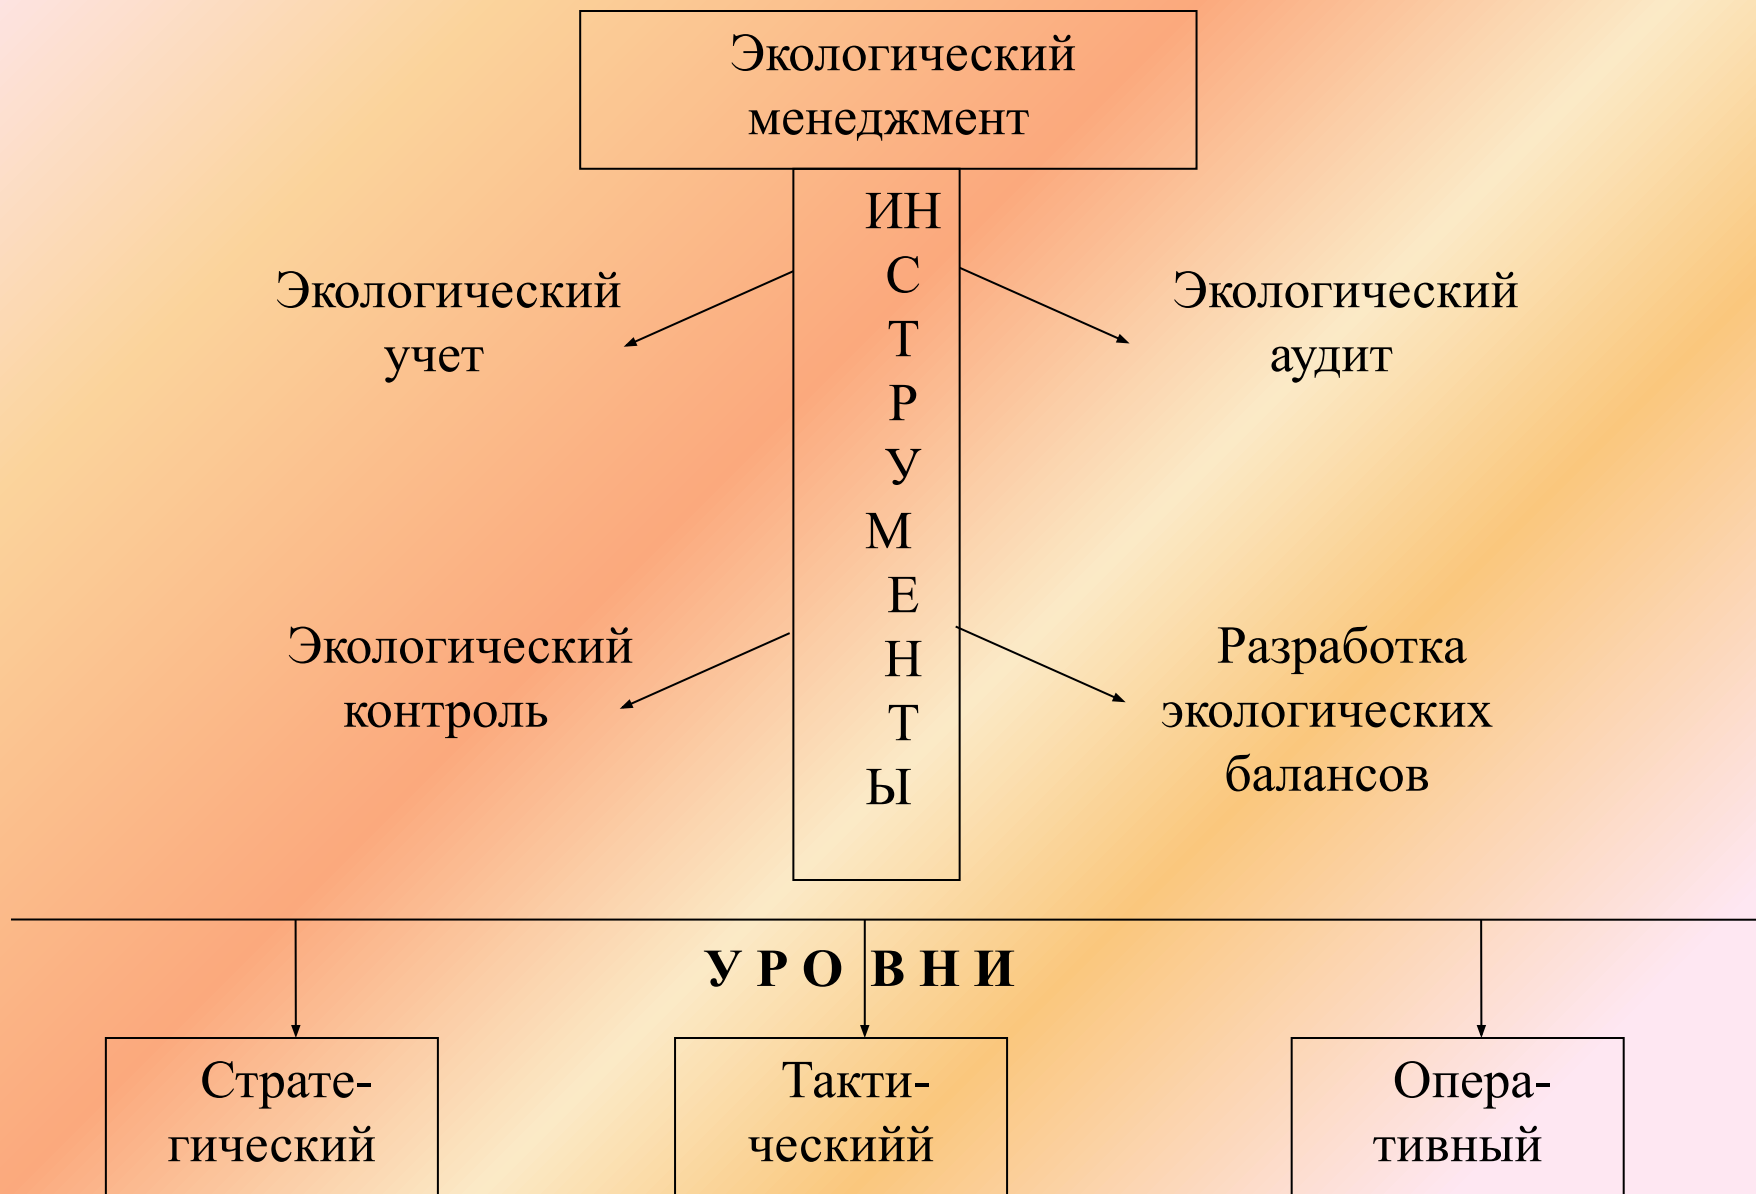 Экологический
менеджмент
ИН
С
Т
Р
У
М
Е
Н
Т
Ы
Экологический
учет
Экологический
аудит
Экологический
контроль
Разработка
экологических
балансов
У Р О В Н И
Страте-
гический
Такти-
ческийй
Опера-
тивный